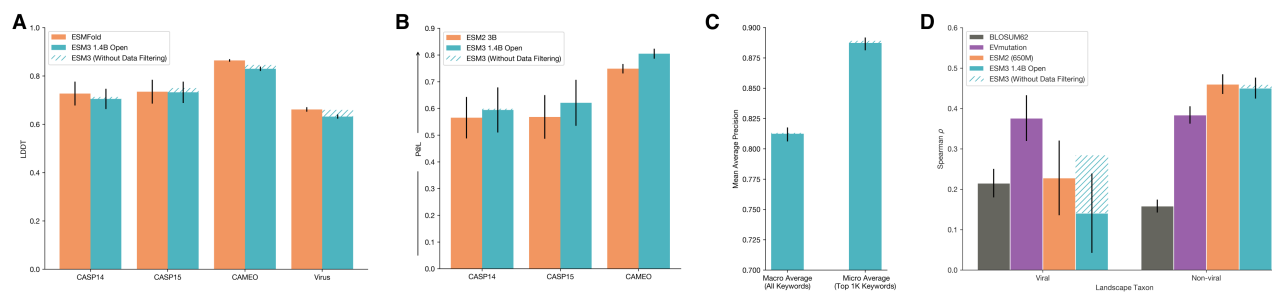 A
LDDT
1.0
0.8
0.6
0.4
0.2
0.0
ESMFold
ESM3 1.4B Open
ESM3 (Without Data Filtering)
CASP14
CASP15
CAMEO
Virus
B
P@L
0.9
0.8
0.7
0.6
0.5
0.4
0.3
0.2
0.1
0.0
ESM2 3B
ESM3 1.4B Open
ESM3 (Without Data Filtering)
CASP14
CASP15
CAMEO
C
Mean Average Precision
0.900
0.875
0.850
0.825
0.800
0.775
0.750
0.725
0.700
Macro Average
(All Keywords)
Micro Average
(Top 1K Keywords)
D
Spearman ρ
0.6
0.5
0.4
0.3
0.2
0.1
0.0
BLOSUM62
EVmutation
ESM2 (650M)
ESM3 1.4B Open
ESM3 (Without Data Filtering)
Viral
Non-viral
Landscape Taxon